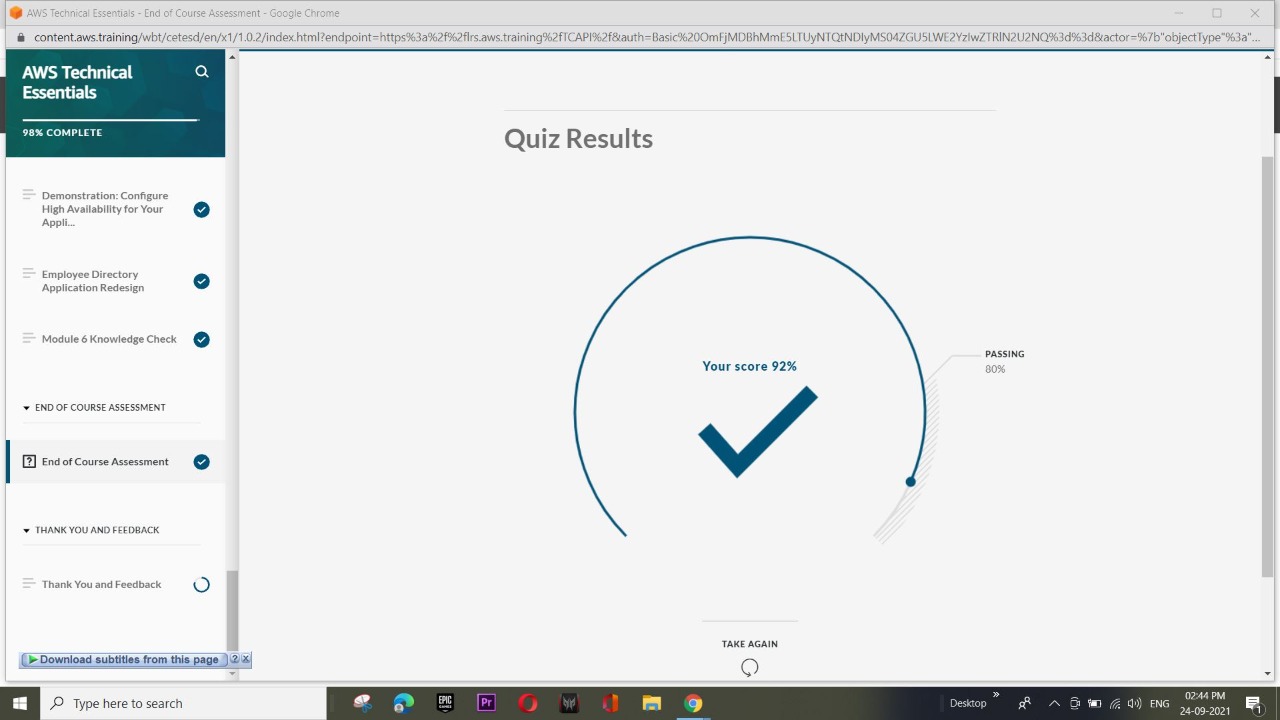 AWS Technical Essentials - End of Course Assessment - Google Chrome
content.aws.training/wbt/cetesd/en/x1/1.0.2/index.html?endpoint=https%3a%2f%2flrs.aws.training%2fTCAPI%2f&auth=Basic%20OmFjMDBhMmE5LTUyNTQtNDIyMS04ZGU5LWE2YzIwZTRlN2U2NQ%3d%3d&actor=%7b"objectType"%3a"...
AWS Technical
Essentials
98% COMPLETE
Demonstration: Configure
High Availability for Your
Appli...
Employee Directory
Application Redesign
Module 6 Knowledge Check
END OF COURSE ASSESSMENT
End of Course Assessment
THANK YOU AND FEEDBACK
Thank You and Feedback
Download subtitles from this page ? x
Quiz Results
Your score 92%
PASSING
80%
TAKE AGAIN
Type here to search
EPIC GAMES
Pr
Desktop
»
ENG
02:44 PM
24-09-2021
1